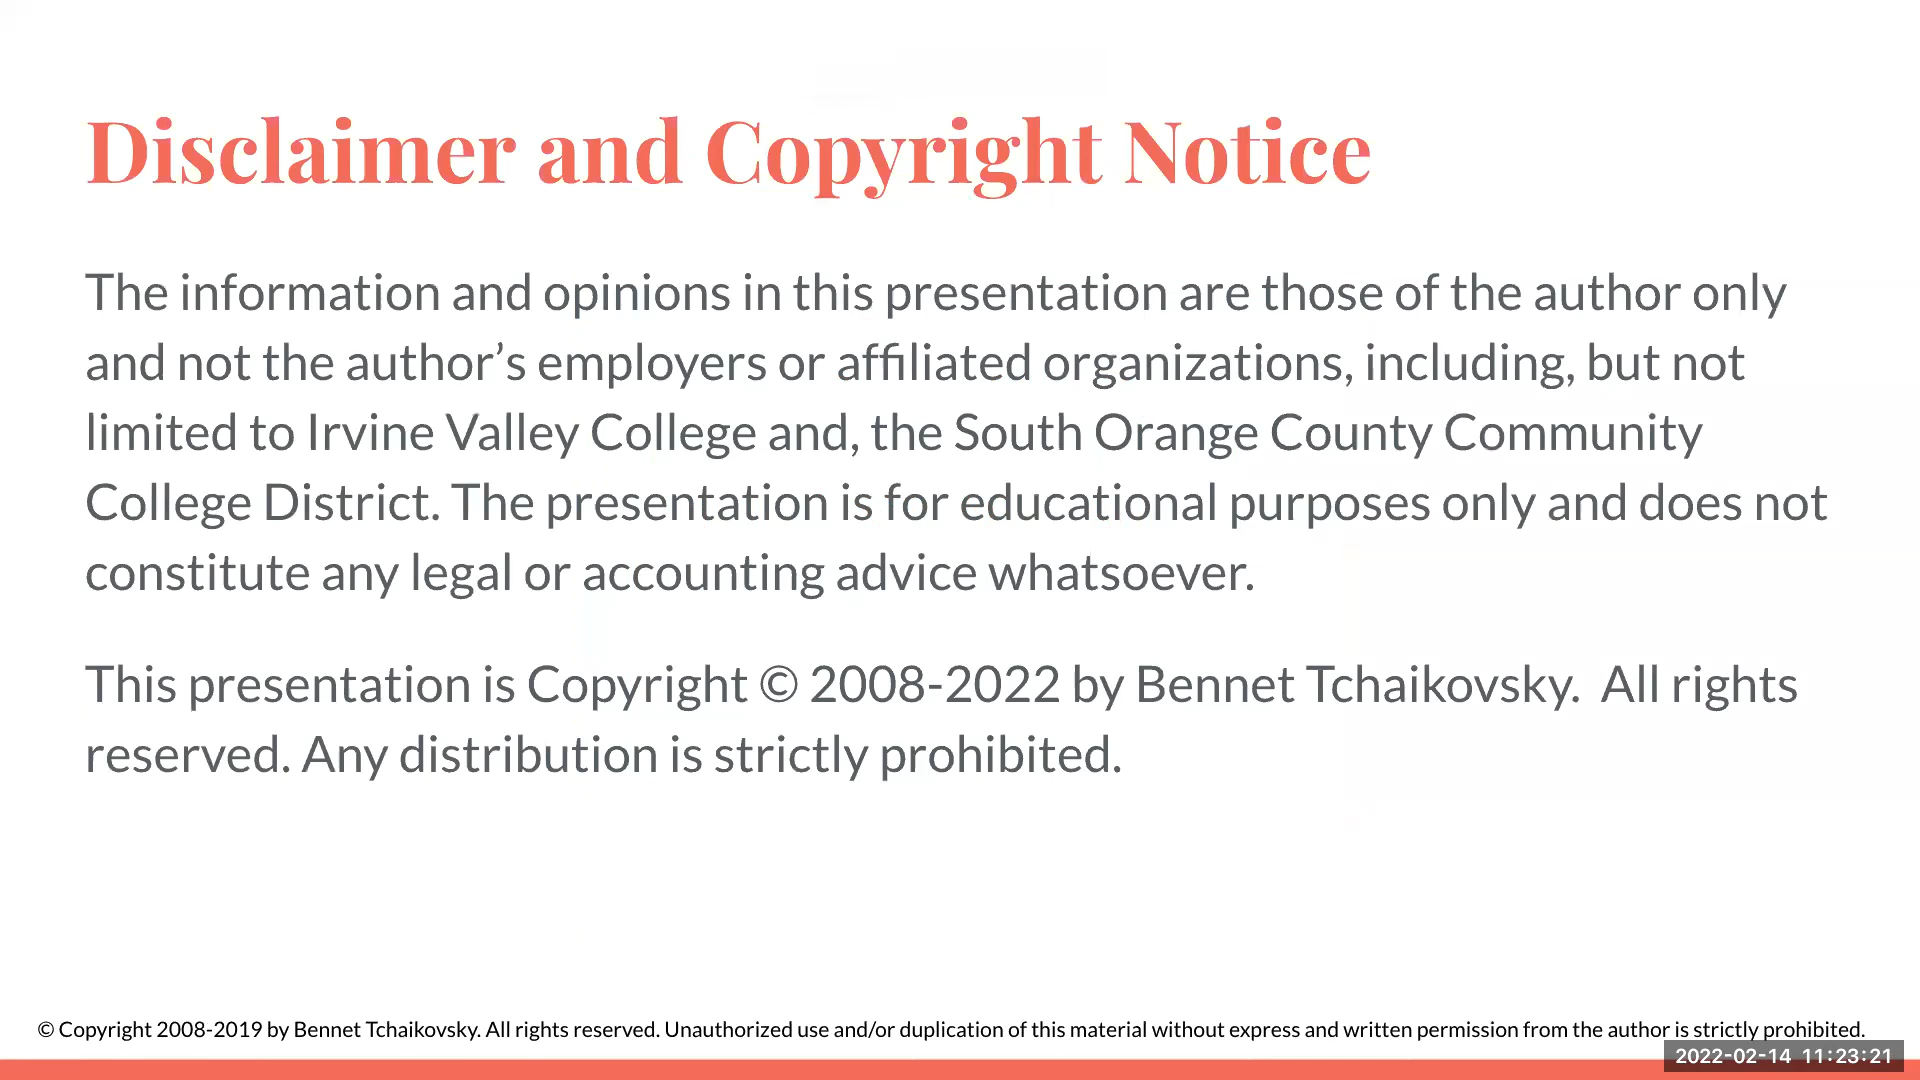 Disclaimer and Copyright Notice
The information and opinions in this presentation are those of the author only
and not the author’s employers or affiliated organizations, including, but not
limited to Irvine Valley College and, the South Orange County Community
College District. The presentation is for educational purposes only and does not
constitute any legal or accounting advice whatsoever.
This presentation is Copyright © 2008-2022 by Bennet Tchaikovsky.  All rights
reserved. Any distribution is strictly prohibited.
© Copyright 2008-2019 by Bennet Tchaikovsky. All rights reserved. Unauthorized use and/or duplication of this material without express and written permission from the author is strictly prohibited.
2022-02-14 11:23:21